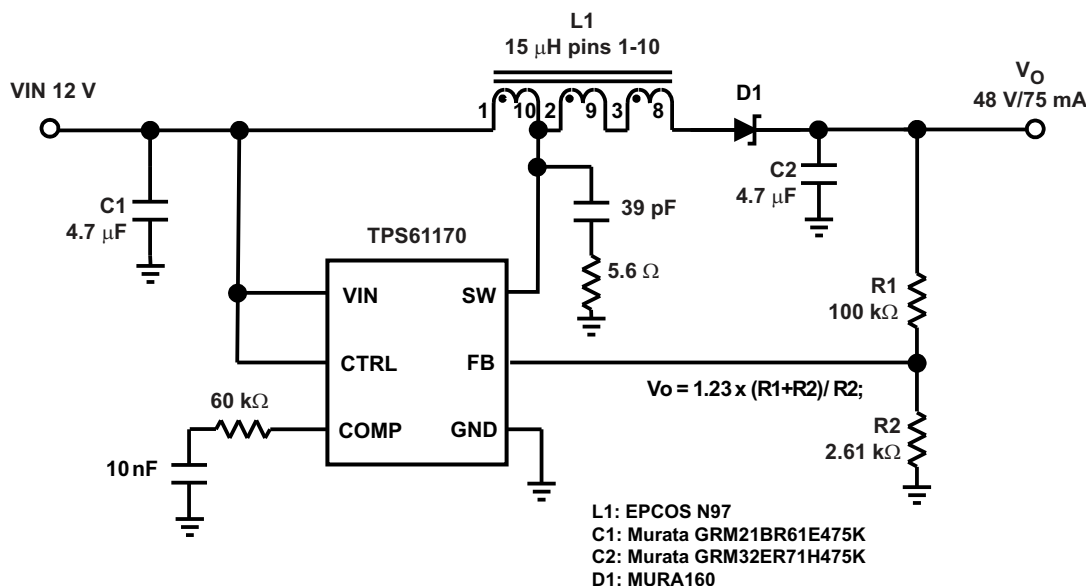 L1
15 μH pins 1-10
VIN 12 V
1
10
2
9
3
8
D1
VO
48 V/75 mA
C1
4.7 μF
C2
4.7 μF
39 pF
5.6 Ω
TPS61170
VIN
SW
CTRL
FB
COMP
GND
R1
100 kΩ
Vo = 1.23 x (R1+R2)/ R2;
60 kΩ
10 nF
R2
2.61 kΩ
L1: EPCOS N97
C1: Murata GRM21BR61E475K
C2: Murata GRM32ER71H475K
D1: MURA160